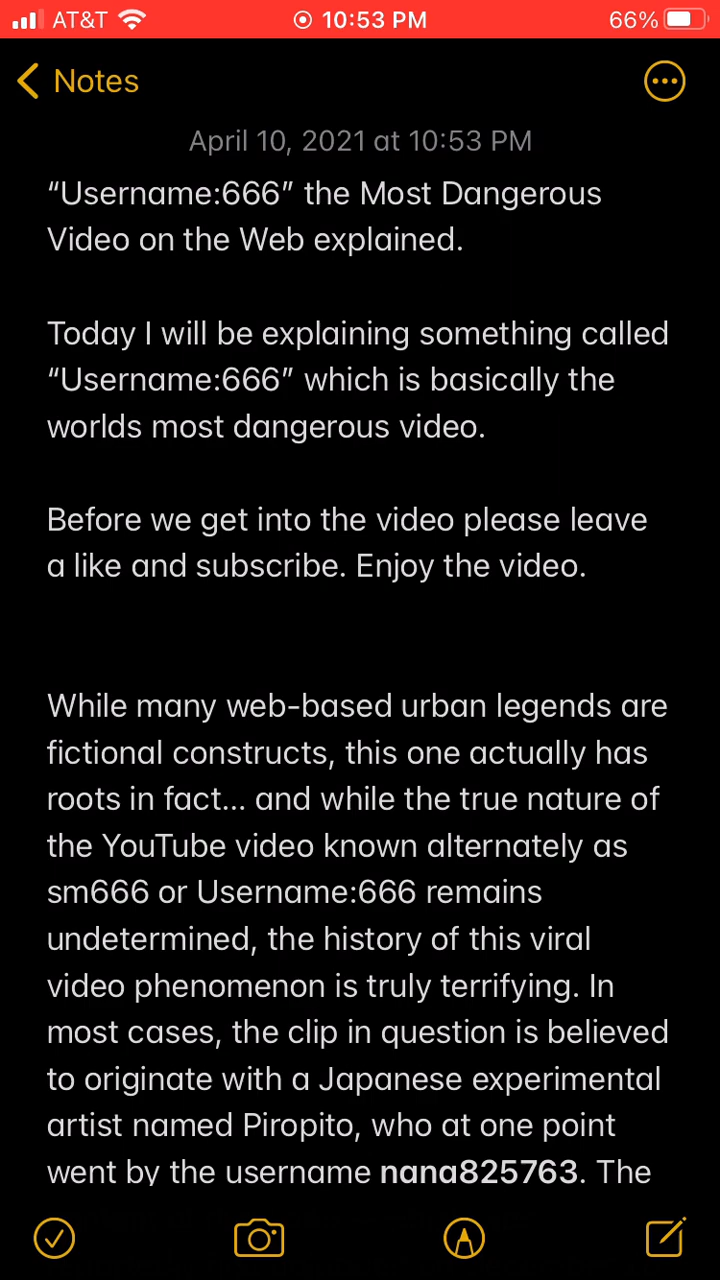 AT&T 10:53 PM 66%
Notes
April 10, 2021 at 10:53 PM
“Username:666” the Most Dangerous
Video on the Web explained.
Today I will be explaining something called
“Username:666” which is basically the
worlds most dangerous video.
Before we get into the video please leave
a like and subscribe. Enjoy the video.
While many web-based urban legends are
fictional constructs, this one actually has
roots in fact... and while the true nature of
the YouTube video known alternately as
sm666 or Username:666 remains
undetermined, the history of this viral
video phenomenon is truly terrifying. In
most cases, the clip in question is believed
to originate with a Japanese experimental
artist named Piropito, who at one point
went by the username nana825763. The